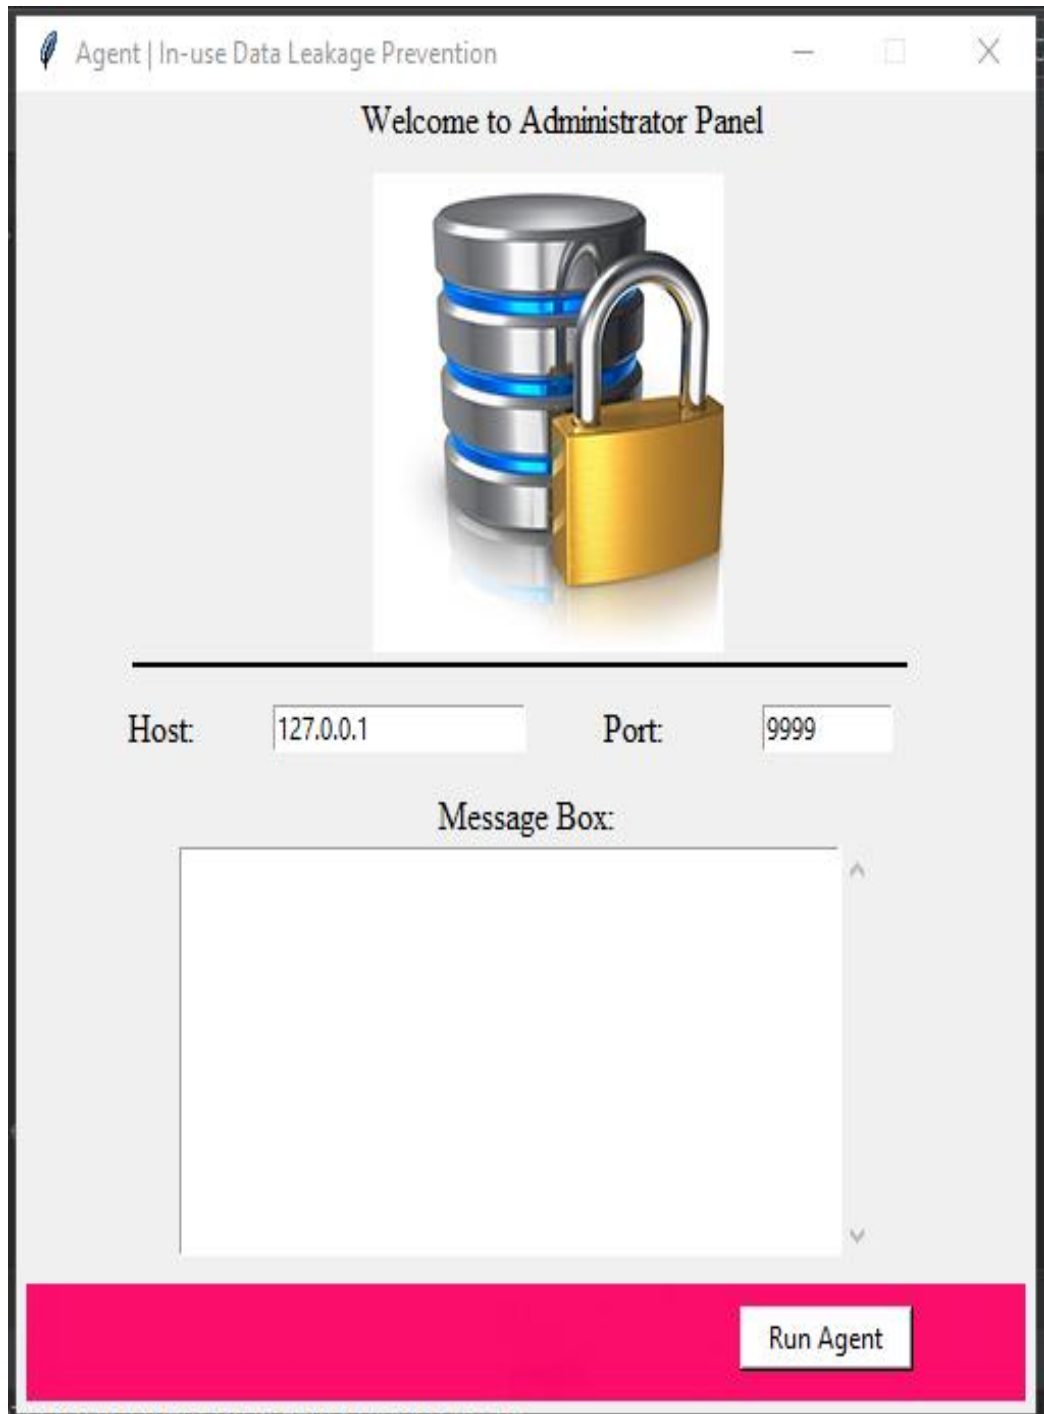 Agent | In-use Data Leakage Prevention
Welcome to Administrator Panel
Host: 127.0.0.1 Port: 9999
Message Box:
Run Agent